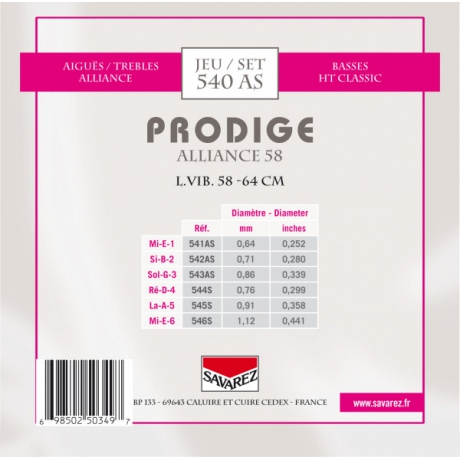 AIGUËS / TREBLES
ALLIANCE
JEU / SET
540 AS
BASSES
HT CLASSIC
PRODIGE
ALLIANCE 58
L.VIB. 58 -64 CM
Diamètre - Diameter
Réf. mm inches
Mi-E-1 541AS 0,64 0,252
Si-B-2 542AS 0,71 0,280
Sol-G-3 543AS 0,86 0,339
Ré-D-4 544S 0,76 0,299
La-A-5 545S 0,91 0,358
Mi-E-6 546S 1,12 0,441
SAVAREZ
BP 133 - 69643 CALUIRE ET CUIRE CEDEX - FRANCE
www.savarez.fr
6 98502 50349 7